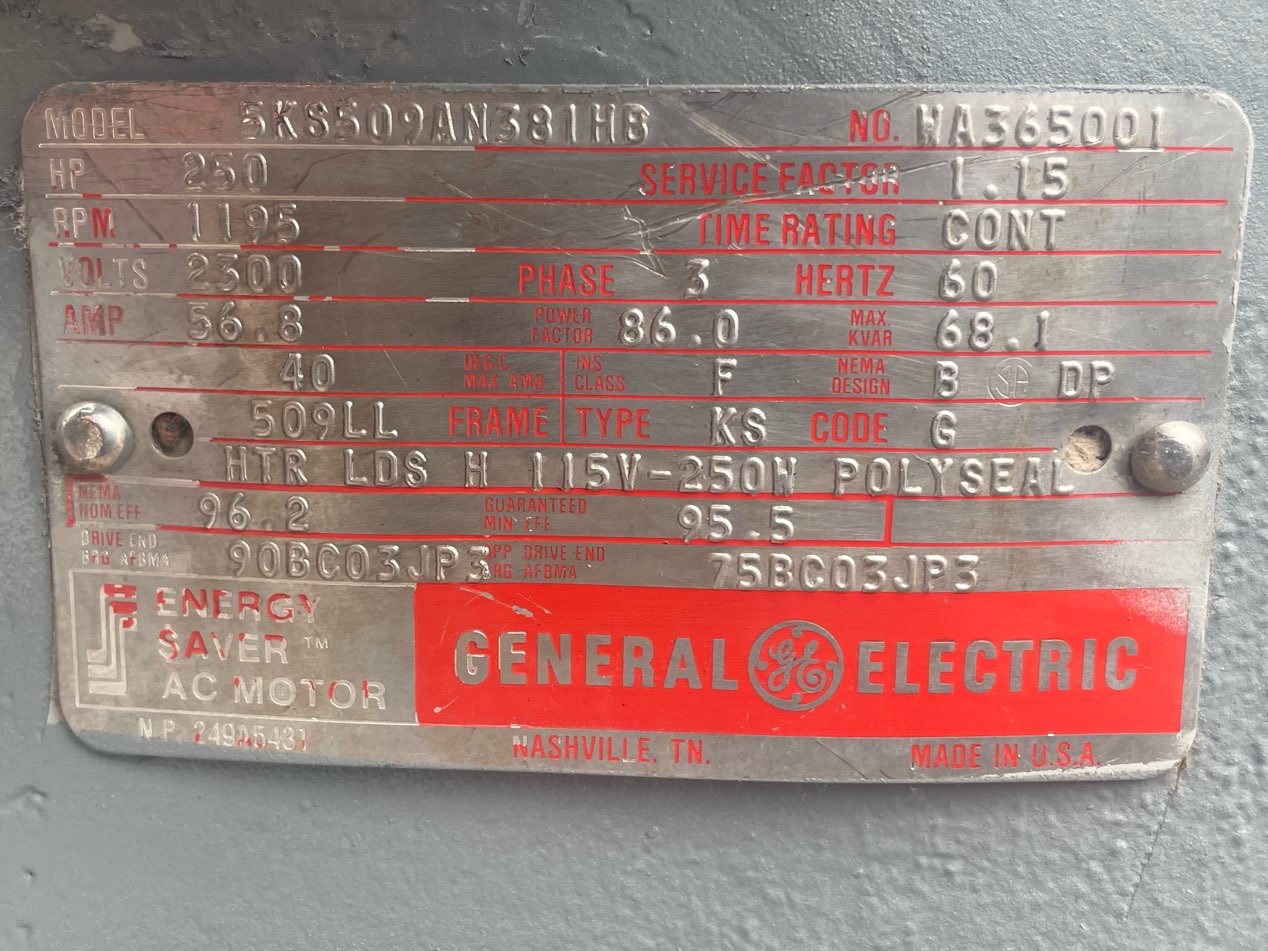 MODEL 5KS509AN381HB NO. WA365001
HP 250 SERVICE FACTOR 1.15
RPM 1195 TIME RATING CONT
VOLTS 2300 PHASE 3 HERTZ 60
AMP 56.8 POWER FACTOR 86.0 MAX. KVAR 68.1
40 DEG.C MAX AMB INS CLASS F NEMA DESIGN B SA DP
509LL FRAME TYPE KS CODE G
HTR LDS H 115V-250W POLYSEAL
NEMA NOM EFF 96.2 GUARANTEED MIN EFF 95.5
DRIVE END BRG AFBMA 90BC03JP3 OPP DRIVE END BRG AFBMA 75BC03JP3
ENERGY
SAVER™
AC MOTOR
GENERAL GE ELECTRIC
N.P. 249A5431 NASHVILLE, TN. MADE IN U.S.A.